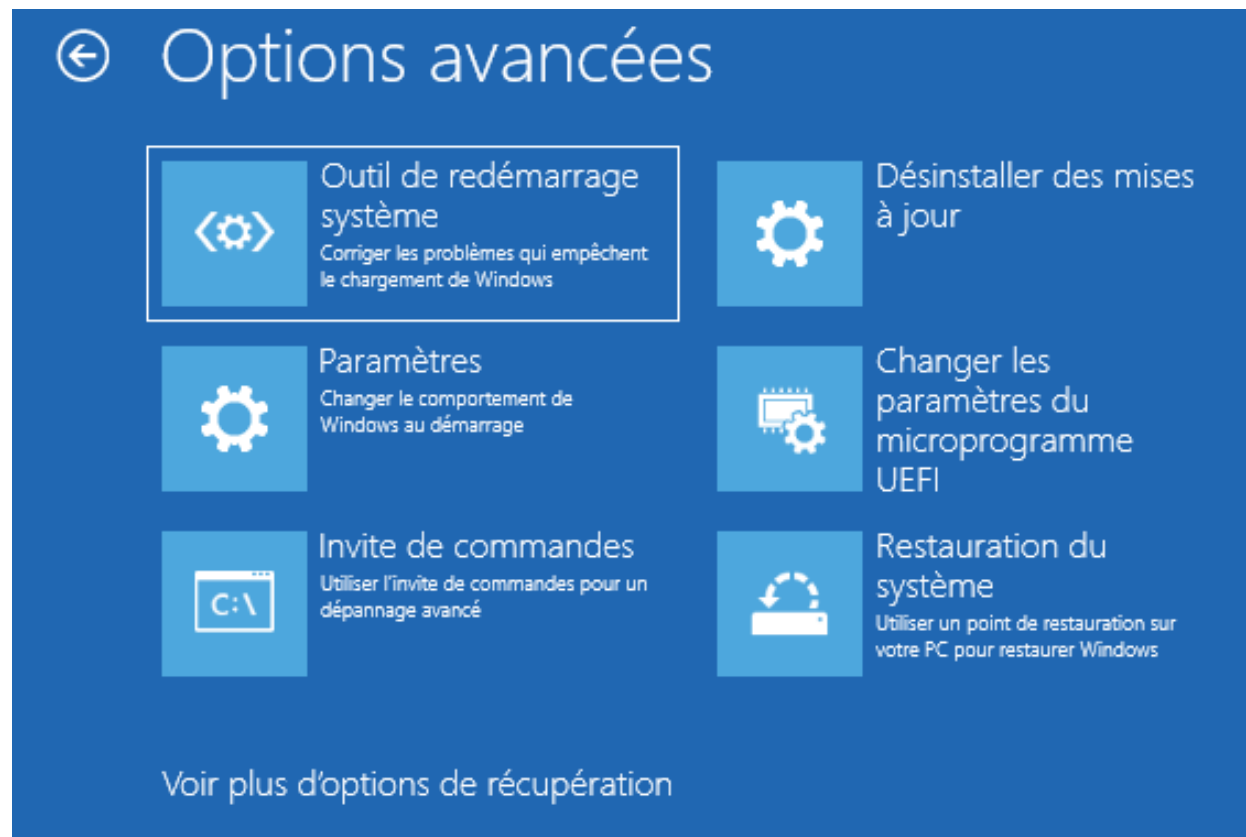 Options avancées
Outil de redémarrage
système
Corriger les problèmes qui empêchent
le chargement de Windows
Désinstaller des mises
à jour
Paramètres
Changer le comportement de
Windows au démarrage
Changer les
paramètres du
microprogramme
UEFI
Invite de commandes
Utiliser l'invite de commandes pour un
dépannage avancé
C:\
Restauration du
système
Utiliser un point de restauration sur
votre PC pour restaurer Windows
Voir plus d'options de récupération